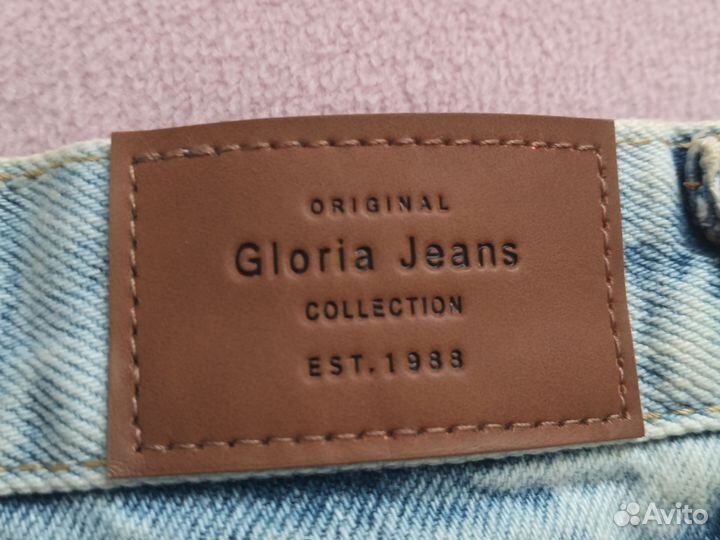 ORIGINAL
Gloria Jeans
COLLECTION
EST.1988
Avito